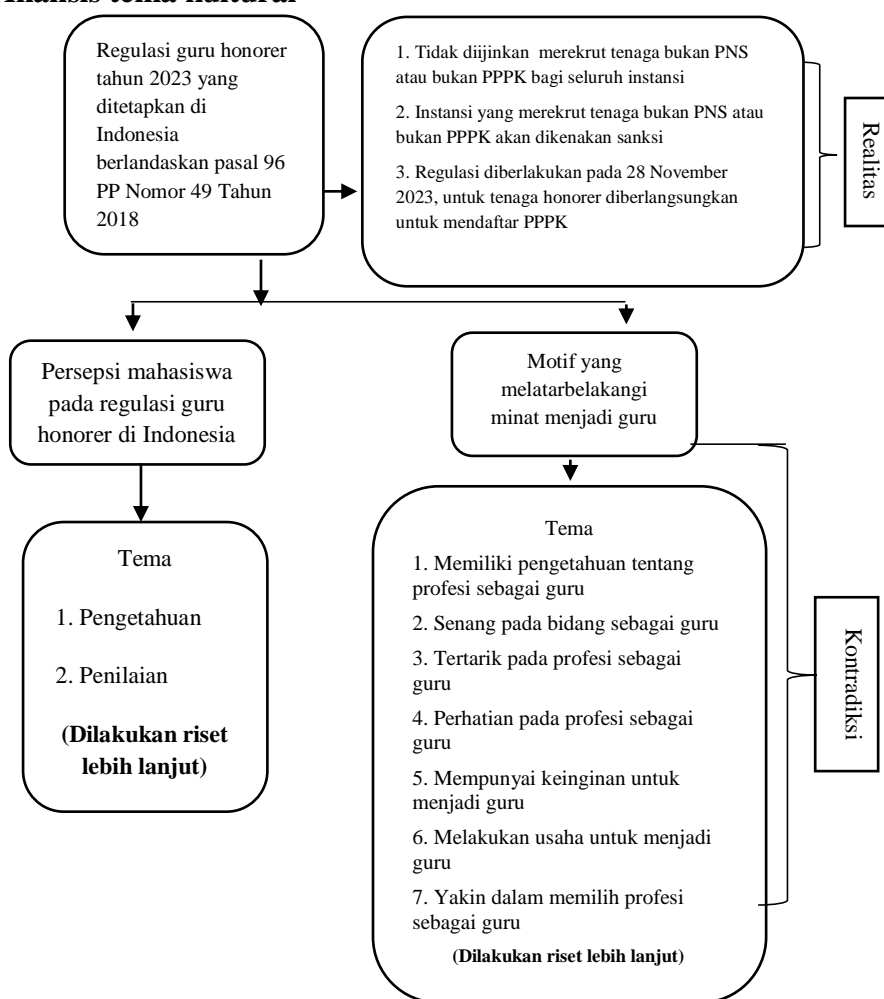 Regulasi guru honorer
tahun 2023 yang
ditetapkan di
Indonesia
berlandaskan pasal 96
PP Nomor 49 Tahun
2018
1. Tidak diijinkan merekrut tenaga bukan PNS
atau bukan PPPK bagi seluruh instansi
2. Instansi yang merekrut tenaga bukan PNS atau
bukan PPPK akan dikenakan sanksi
3. Regulasi diberlakukan pada 28 November
2023, untuk tenaga honorer diberlangsungkan
untuk mendaftar PPPK
Realitas
Persepsi mahasiswa
pada regulasi guru
honorer di Indonesia
Motif yang
melatarbelakangi
minat menjadi guru
Tema
1. Pengetahuan
2. Penilaian
(Dilakukan riset
lebih lanjut)
Tema
1. Memiliki pengetahuan tentang
profesi sebagai guru
2. Senang pada bidang sebagai guru
3. Tertarik pada profesi sebagai
guru
4. Perhatian pada profesi sebagai
guru
5. Mempunyai keinginan untuk
menjadi guru
6. Melakukan usaha untuk menjadi
guru
7. Yakin dalam memilih profesi
sebagai guru
(Dilakukan riset lebih lanjut)
Kontradiksi